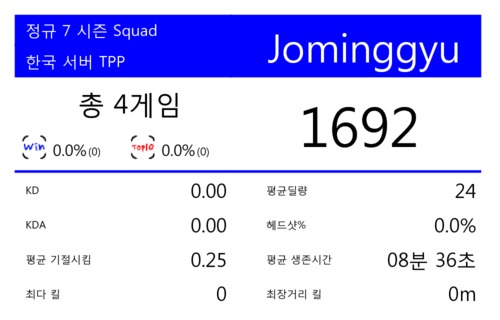 정규 7 시즌 Squad
한국 서버 TPP
Jominggyu
총 4게임
Win 0.0% (0)
Top10 0.0% (0)
1692
KD 0.00
평균딜량 24
KDA 0.00
헤드샷% 0.0%
평균 기절시킴 0.25
평균 생존시간 08분 36초
최다 킬 0
최장거리 킬 0m